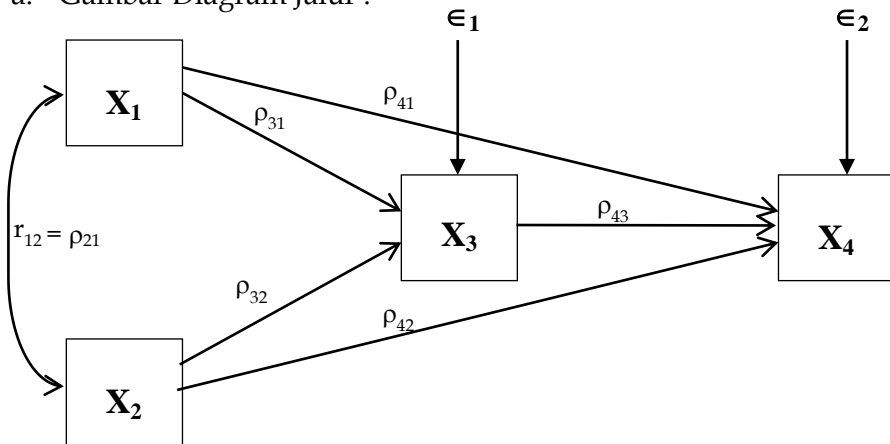 a. Gambar Diagram Jalur :
∈₁
∈₂
X₁
ρ₄₁
ρ₃₁
X₃
ρ₄₃
X₄
r₁₂ = ρ₂₁
ρ₃₂
ρ₄₂
X₂